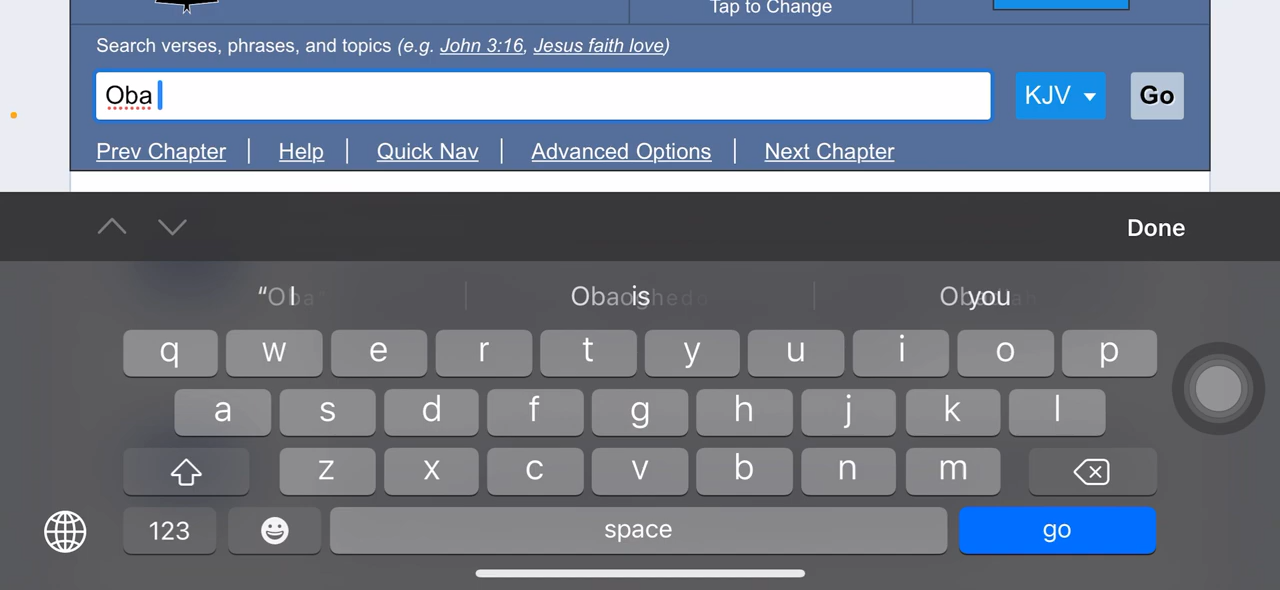 Tap to Change
Search verses, phrases, and topics (e.g. John 3:16, Jesus faith love)
Oba
KJV
Go
Prev Chapter | Help | Quick Nav | Advanced Options | Next Chapter
Done
I is you
q w e r t y u i o p
a s d f g h j k l
z x c v b n m
123 space go